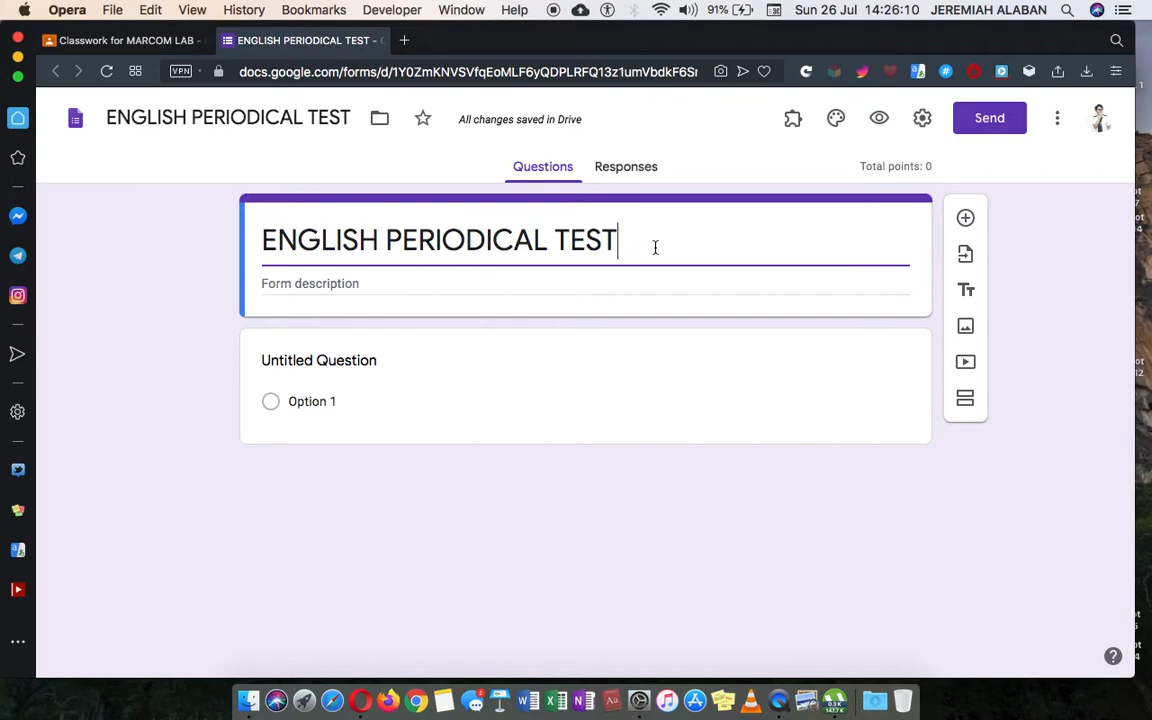 Opera File Edit View History Bookmarks Developer Window Help 91% Sun 26 Jul 14:26:10 JEREMIAH ALABAN
Classwork for MARCOM LAB - ENGLISH PERIODICAL TEST -
VPN docs.google.com/forms/d/1Y0ZmKNVSVfqEoMLF6yQDPLRFQ13z1umVbdkF6Sr
ENGLISH PERIODICAL TEST All changes saved in Drive Send
Questions Responses Total points: 0
ENGLISH PERIODICAL TEST
Form description
Untitled Question
Option 1